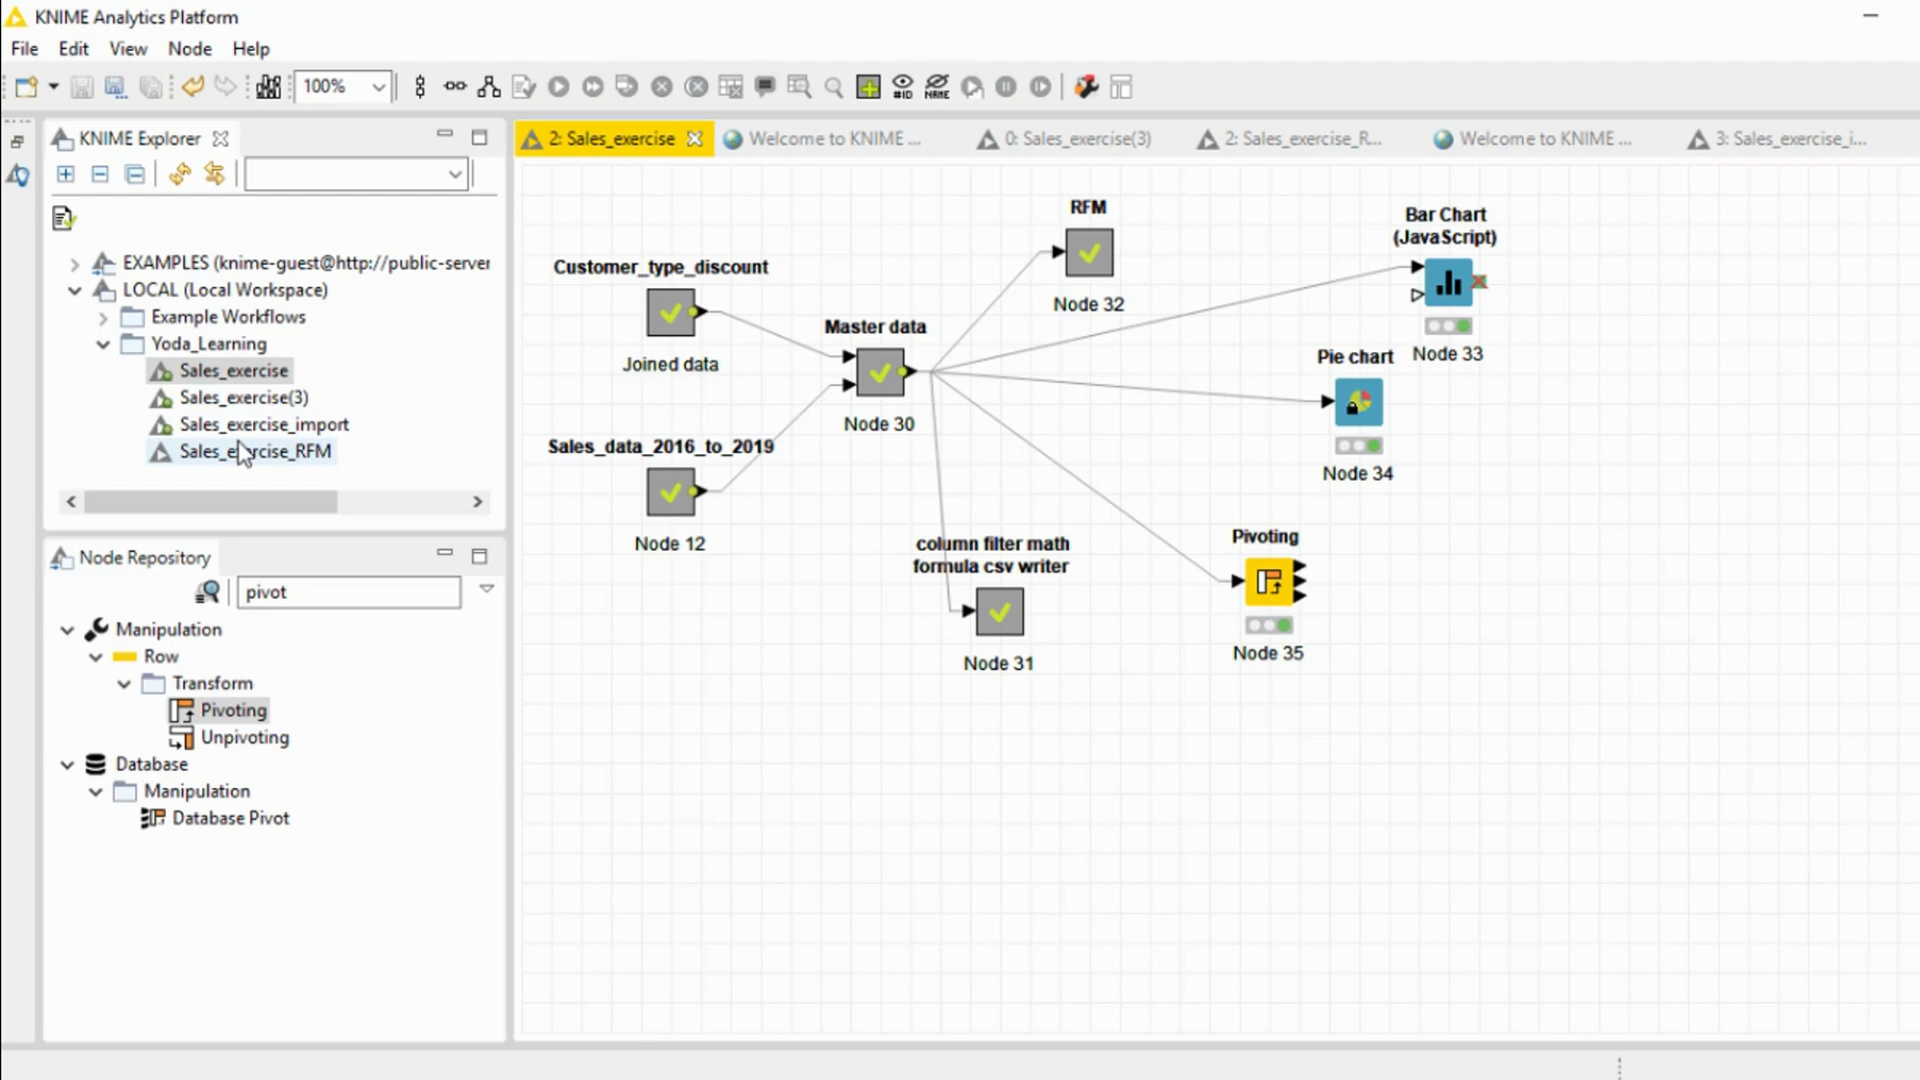 KNIME Analytics Platform
File Edit View Node Help
100%
#ID
NAME
KNIME Explorer
EXAMPLES (knime-guest@http://public-server
LOCAL (Local Workspace)
Example Workflows
Yoda_Learning
Sales_exercise
Sales_exercise(3)
Sales_exercise_import
Sales_exercise_RFM
Node Repository
pivot
Manipulation
Row
Transform
Pivoting
Unpivoting
Database
Manipulation
Database Pivot
2: Sales_exercise
Welcome to KNIME ...
0: Sales_exercise(3)
2: Sales_exercise_R...
Welcome to KNIME ...
3: Sales_exercise_i...
Customer_type_discount
Joined data
Sales_data_2016_to_2019
Node 12
Master data
Node 30
RFM
Node 32
column filter math
formula csv writer
Node 31
Bar Chart
(JavaScript)
Node 33
Pie chart
Node 34
Pivoting
Node 35